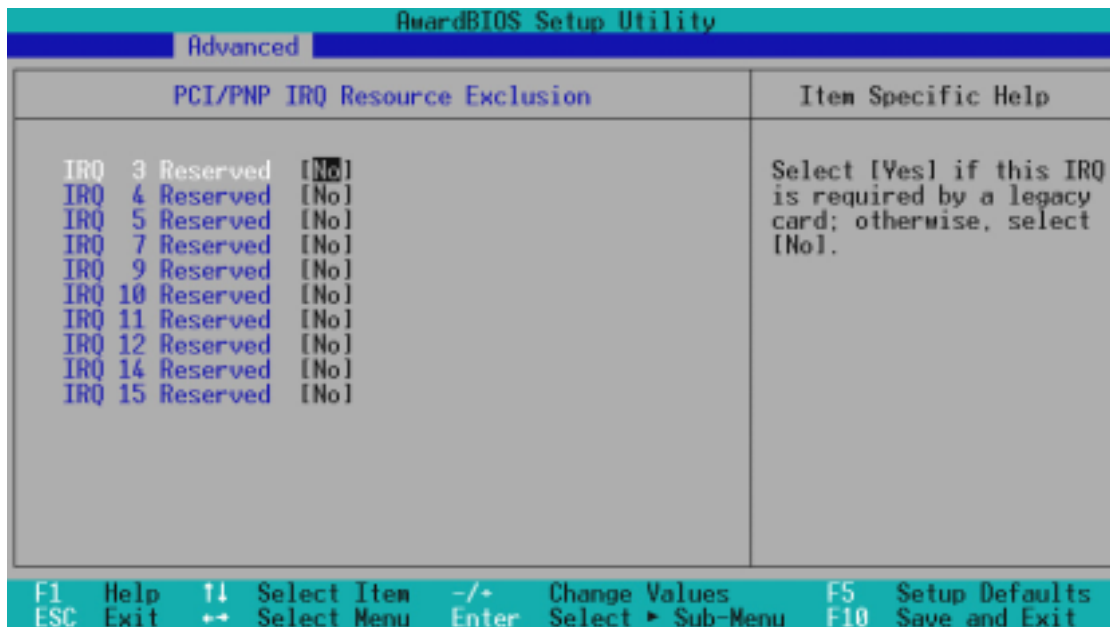 AwardBIOS Setup Utility
Advanced
PCI/PNP IRQ Resource Exclusion
Item Specific Help
IRQ 3 Reserved [No]
IRQ 4 Reserved [No]
IRQ 5 Reserved [No]
IRQ 7 Reserved [No]
IRQ 9 Reserved [No]
IRQ 10 Reserved [No]
IRQ 11 Reserved [No]
IRQ 12 Reserved [No]
IRQ 14 Reserved [No]
IRQ 15 Reserved [No]
Select [Yes] if this IRQ
is required by a legacy
card; otherwise, select
[No].
F1 Help ↑↓ Select Item -/+ Change Values F5 Setup Defaults
ESC Exit ←→ Select Menu Enter Select ► Sub-Menu F10 Save and Exit